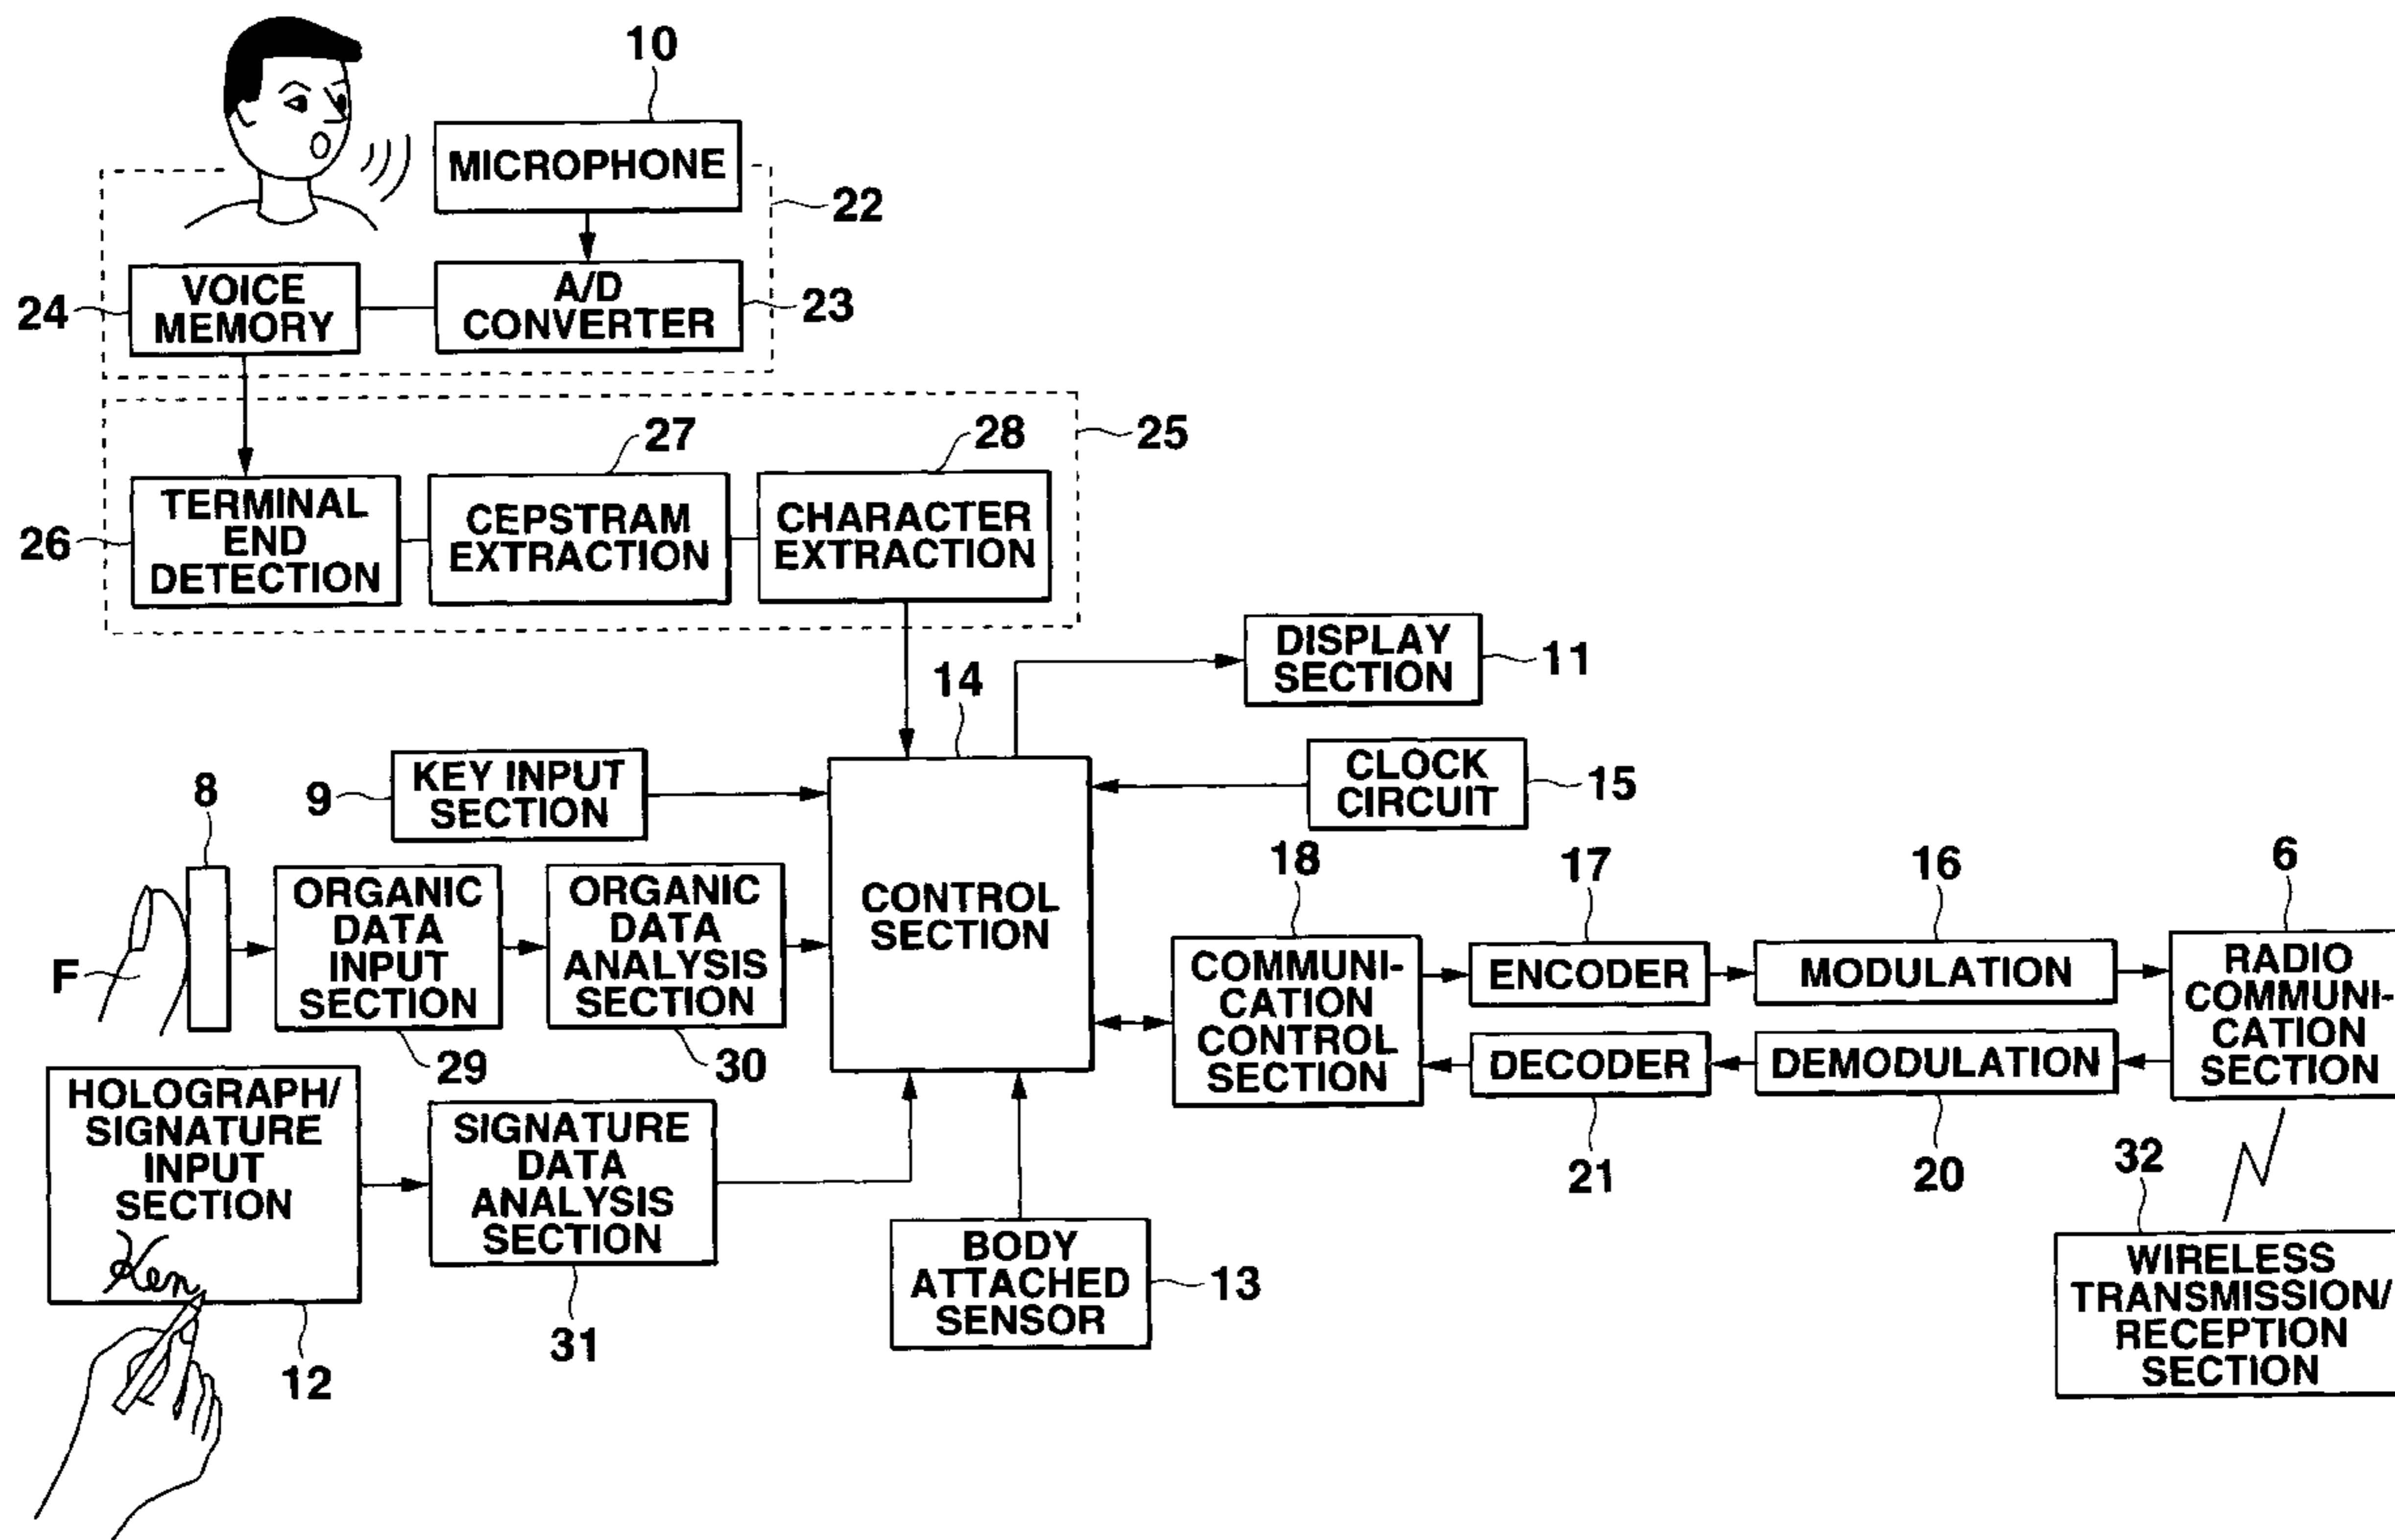 10
MICROPHONE
22
VOICE
MEMORY
24
A/D
CONVERTER
23
25
27
28
TERMINAL
END
DETECTION
26
CEPSTRAM
EXTRACTION
CHARACTER
EXTRACTION
DISPLAY
SECTION
11
14
KEY INPUT
SECTION
9
CLOCK
CIRCUIT
15
8
F
ORGANIC
DATA
INPUT
SECTION
29
ORGANIC
DATA
ANALYSIS
SECTION
30
CONTROL
SECTION
18
COMMUNI-
CATION
CONTROL
SECTION
17
ENCODER
16
MODULATION
6
RADIO
COMMUNI-
CATION
SECTION
DECODER
21
DEMODULATION
20
HOLOGRAPH/
SIGNATURE
INPUT
SECTION
Ken
12
SIGNATURE
DATA
ANALYSIS
SECTION
31
BODY
ATTACHED
SENSOR
13
32
WIRELESS
TRANSMISSION/
RECEPTION
SECTION